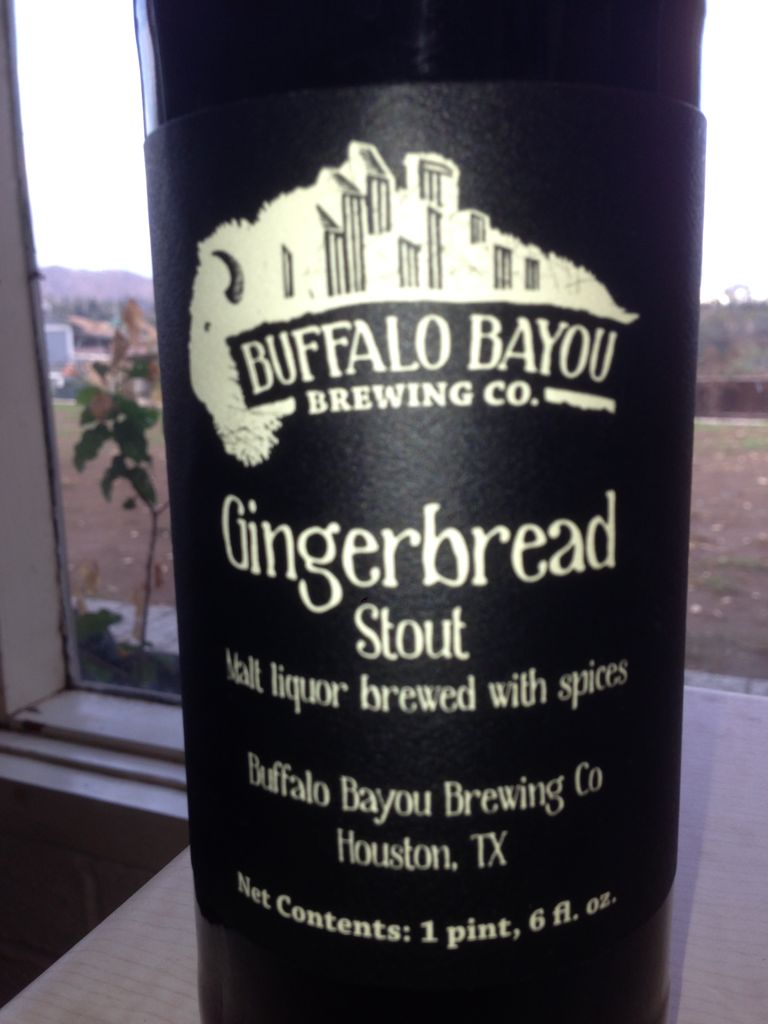 BUFFALO BAYOU
BREWING CO.
Gingerbread
Stout
Malt liquor brewed with spices
Buffalo Bayou Brewing Co
Houston, TX
Net Contents: 1 pint, 6 fl. oz.